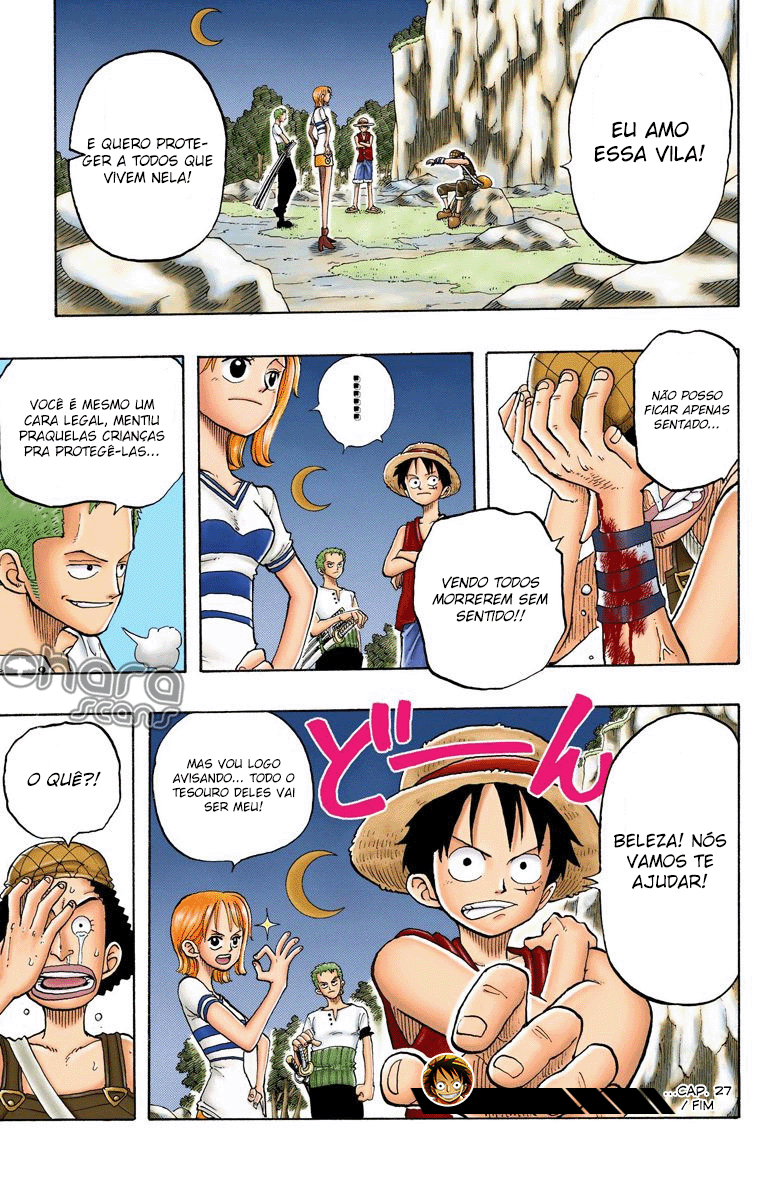 EU AMO
ESSA VILA!
E QUERO PROTE-
GER A TODOS QUE
VIVEM NELA!
NÃO POSSO
FICAR APENAS
SENTADO...
!!!!!
VENDO TODOS
MORREREM SEM
SENTIDO!!
VOCÊ É MESMO UM
CARA LEGAL, MENTIU
PRAQUELAS CRIANÇAS
PRA PROTEGÊ-LAS...
Ohara
scans
BELEZA! NÓS
VAMOS TE
AJUDAR!
どーん
MAS VOU LOGO
AVISANDO... TODO O
TESOURO DELES VAI
SER MEU!
O QUÊ?!
...CAP. 27
/ FIM